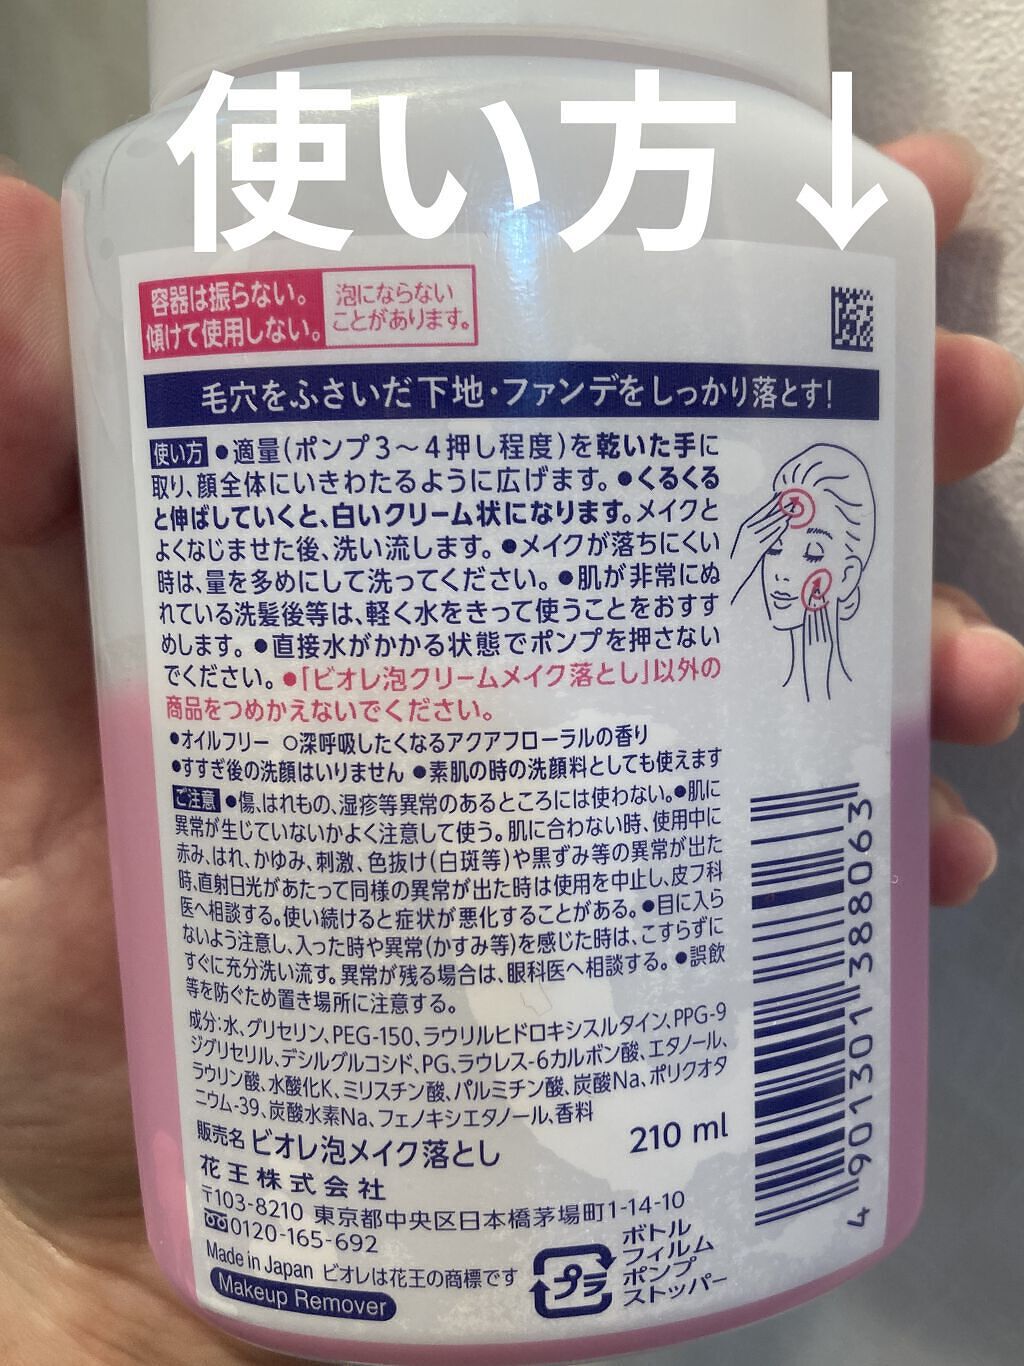 使い方↓
容器は振らない。
傾けて使用しない。
泡にならない
ことがあります。
毛穴をふさいだ下地・ファンデをしっかり落とす!
使い方 ●適量(ポンプ3〜4押し程度)を乾いた手に
取り、顔全体にいきわたるように広げます。●くるくる
と伸ばしていくと、白いクリーム状になります。メイクと
よくなじませた後、洗い流します。●メイクが落ちにくい
時は、量を多めにして洗ってください。●肌が非常にぬ
れている洗髪後等は、軽く水をきって使うことをおすす
めします。●直接水がかかる状態でポンプを押さない
でください。●「ビオレ泡クリームメイク落とし」以外の
商品をつめかえないでください。
●オイルフリー ○深呼吸したくなるアクアフローラルの香り
●すすぎ後の洗顔はいりません ●素肌の時の洗顔料としても使えます
ご注意 ●傷、はれもの、湿疹等異常のあるところには使わない。●肌に
異常が生じていないかよく注意して使う。肌に合わない時、使用中に
赤み、はれ、かゆみ、刺激、色抜け(白斑等)や黒ずみ等の異常が出た
時、直射日光があたって同様の異常が出た時は使用を中止し、皮フ科
医へ相談する。使い続けると症状が悪化することがある。●目に入ら
ないよう注意し、入った時や異常(かすみ等)を感じた時は、こすらずに
すぐに充分洗い流す。異常が残る場合は、眼科医へ相談する。●誤飲
等を防ぐため置き場所に注意する。
成分:水、グリセリン、PEG-150、ラウリルヒドロキシスルタイン、PPG-9
ジグリセリル、デシルグルコシド、PG、ラウレス-6カルボン酸、エタノール、
ラウリン酸、水酸化K、ミリスチン酸、パルミチン酸、炭酸Na、ポリクオタ
ニウム-39、炭酸水素Na、フェノキシエタノール、香料
販売名 ビオレ泡メイク落とし
210 ml
花王株式会社
〒103-8210 東京都中央区日本橋茅場町1-14-10
0120-165-692
Made in Japan ビオレは花王の商標です
Makeup Remover
プラ
ボトル
フィルム
ポンプ
ストッパー
4901301388063